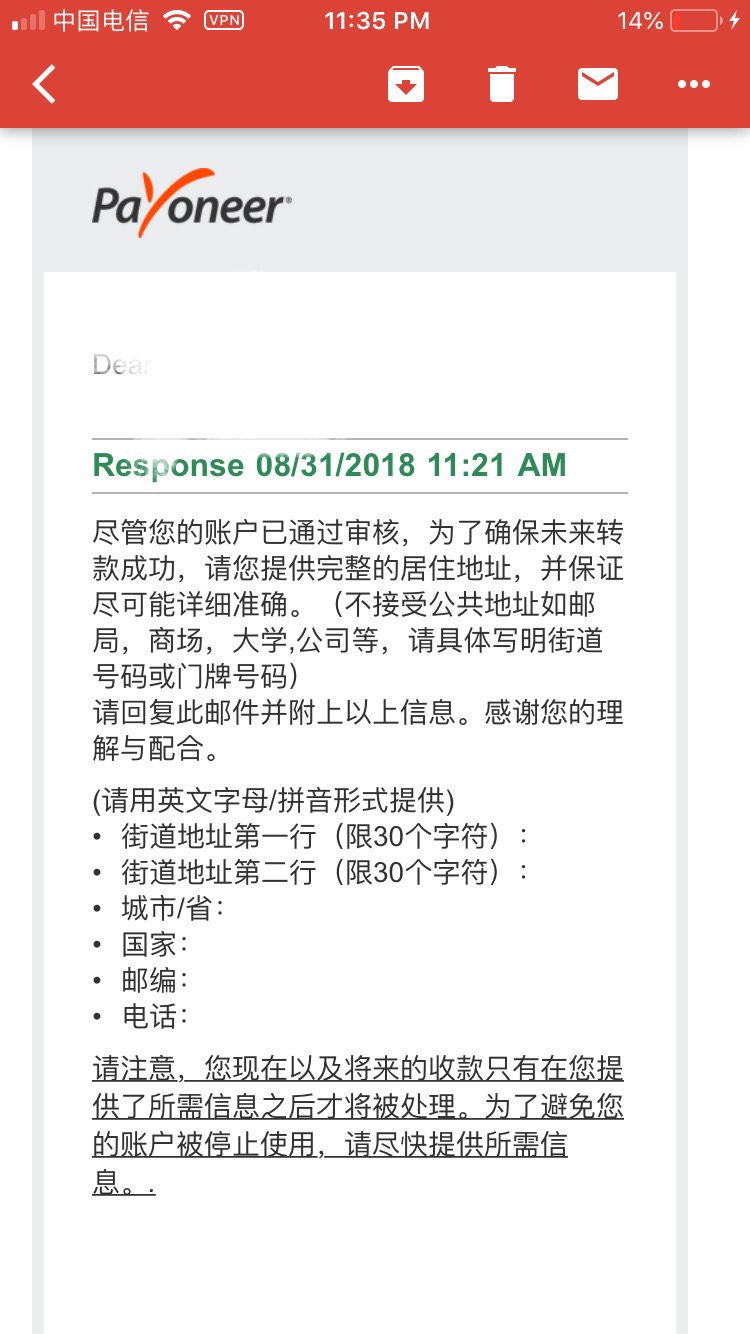 中国电信 VPN 11:35 PM 14%
Payoneer
Dear
Response 08/31/2018 11:21 AM
尽管您的账户已通过审核，为了确保未来转
款成功，请您提供完整的居住地址，并保证
尽可能详细准确。（不接受公共地址如邮
局，商场，大学,公司等，请具体写明街道
号码或门牌号码）
请回复此邮件并附上以上信息。感谢您的理
解与配合。
(请用英文字母/拼音形式提供)
• 街道地址第一行（限30个字符）：
• 街道地址第二行（限30个字符）：
• 城市/省：
• 国家：
• 邮编：
• 电话：
请注意，您现在以及将来的收款只有在您提
供了所需信息之后才将被处理。为了避免您
的账户被停止使用，请尽快提供所需信
息。.